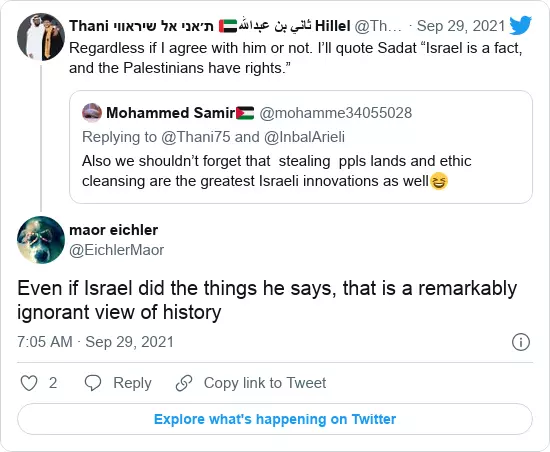 Thani ת׳אני אל שיראווי 🇦🇪ثاني بن عبدالله Hillel @Th… · Sep 29, 2021
Regardless if I agree with him or not. I’ll quote Sadat “Israel is a fact,
and the Palestinians have rights.”
Mohammed Samir🇵🇸 @mohamme34055028
Replying to @Thani75 and @InbalArieli
Also we shouldn’t forget that stealing ppls lands and ethic
cleansing are the greatest Israeli innovations as well😆
maor eichler
@EichlerMaor
Even if Israel did the things he says, that is a remarkably
ignorant view of history
7:05 AM · Sep 29, 2021
2 Reply Copy link to Tweet
Explore what's happening on Twitter